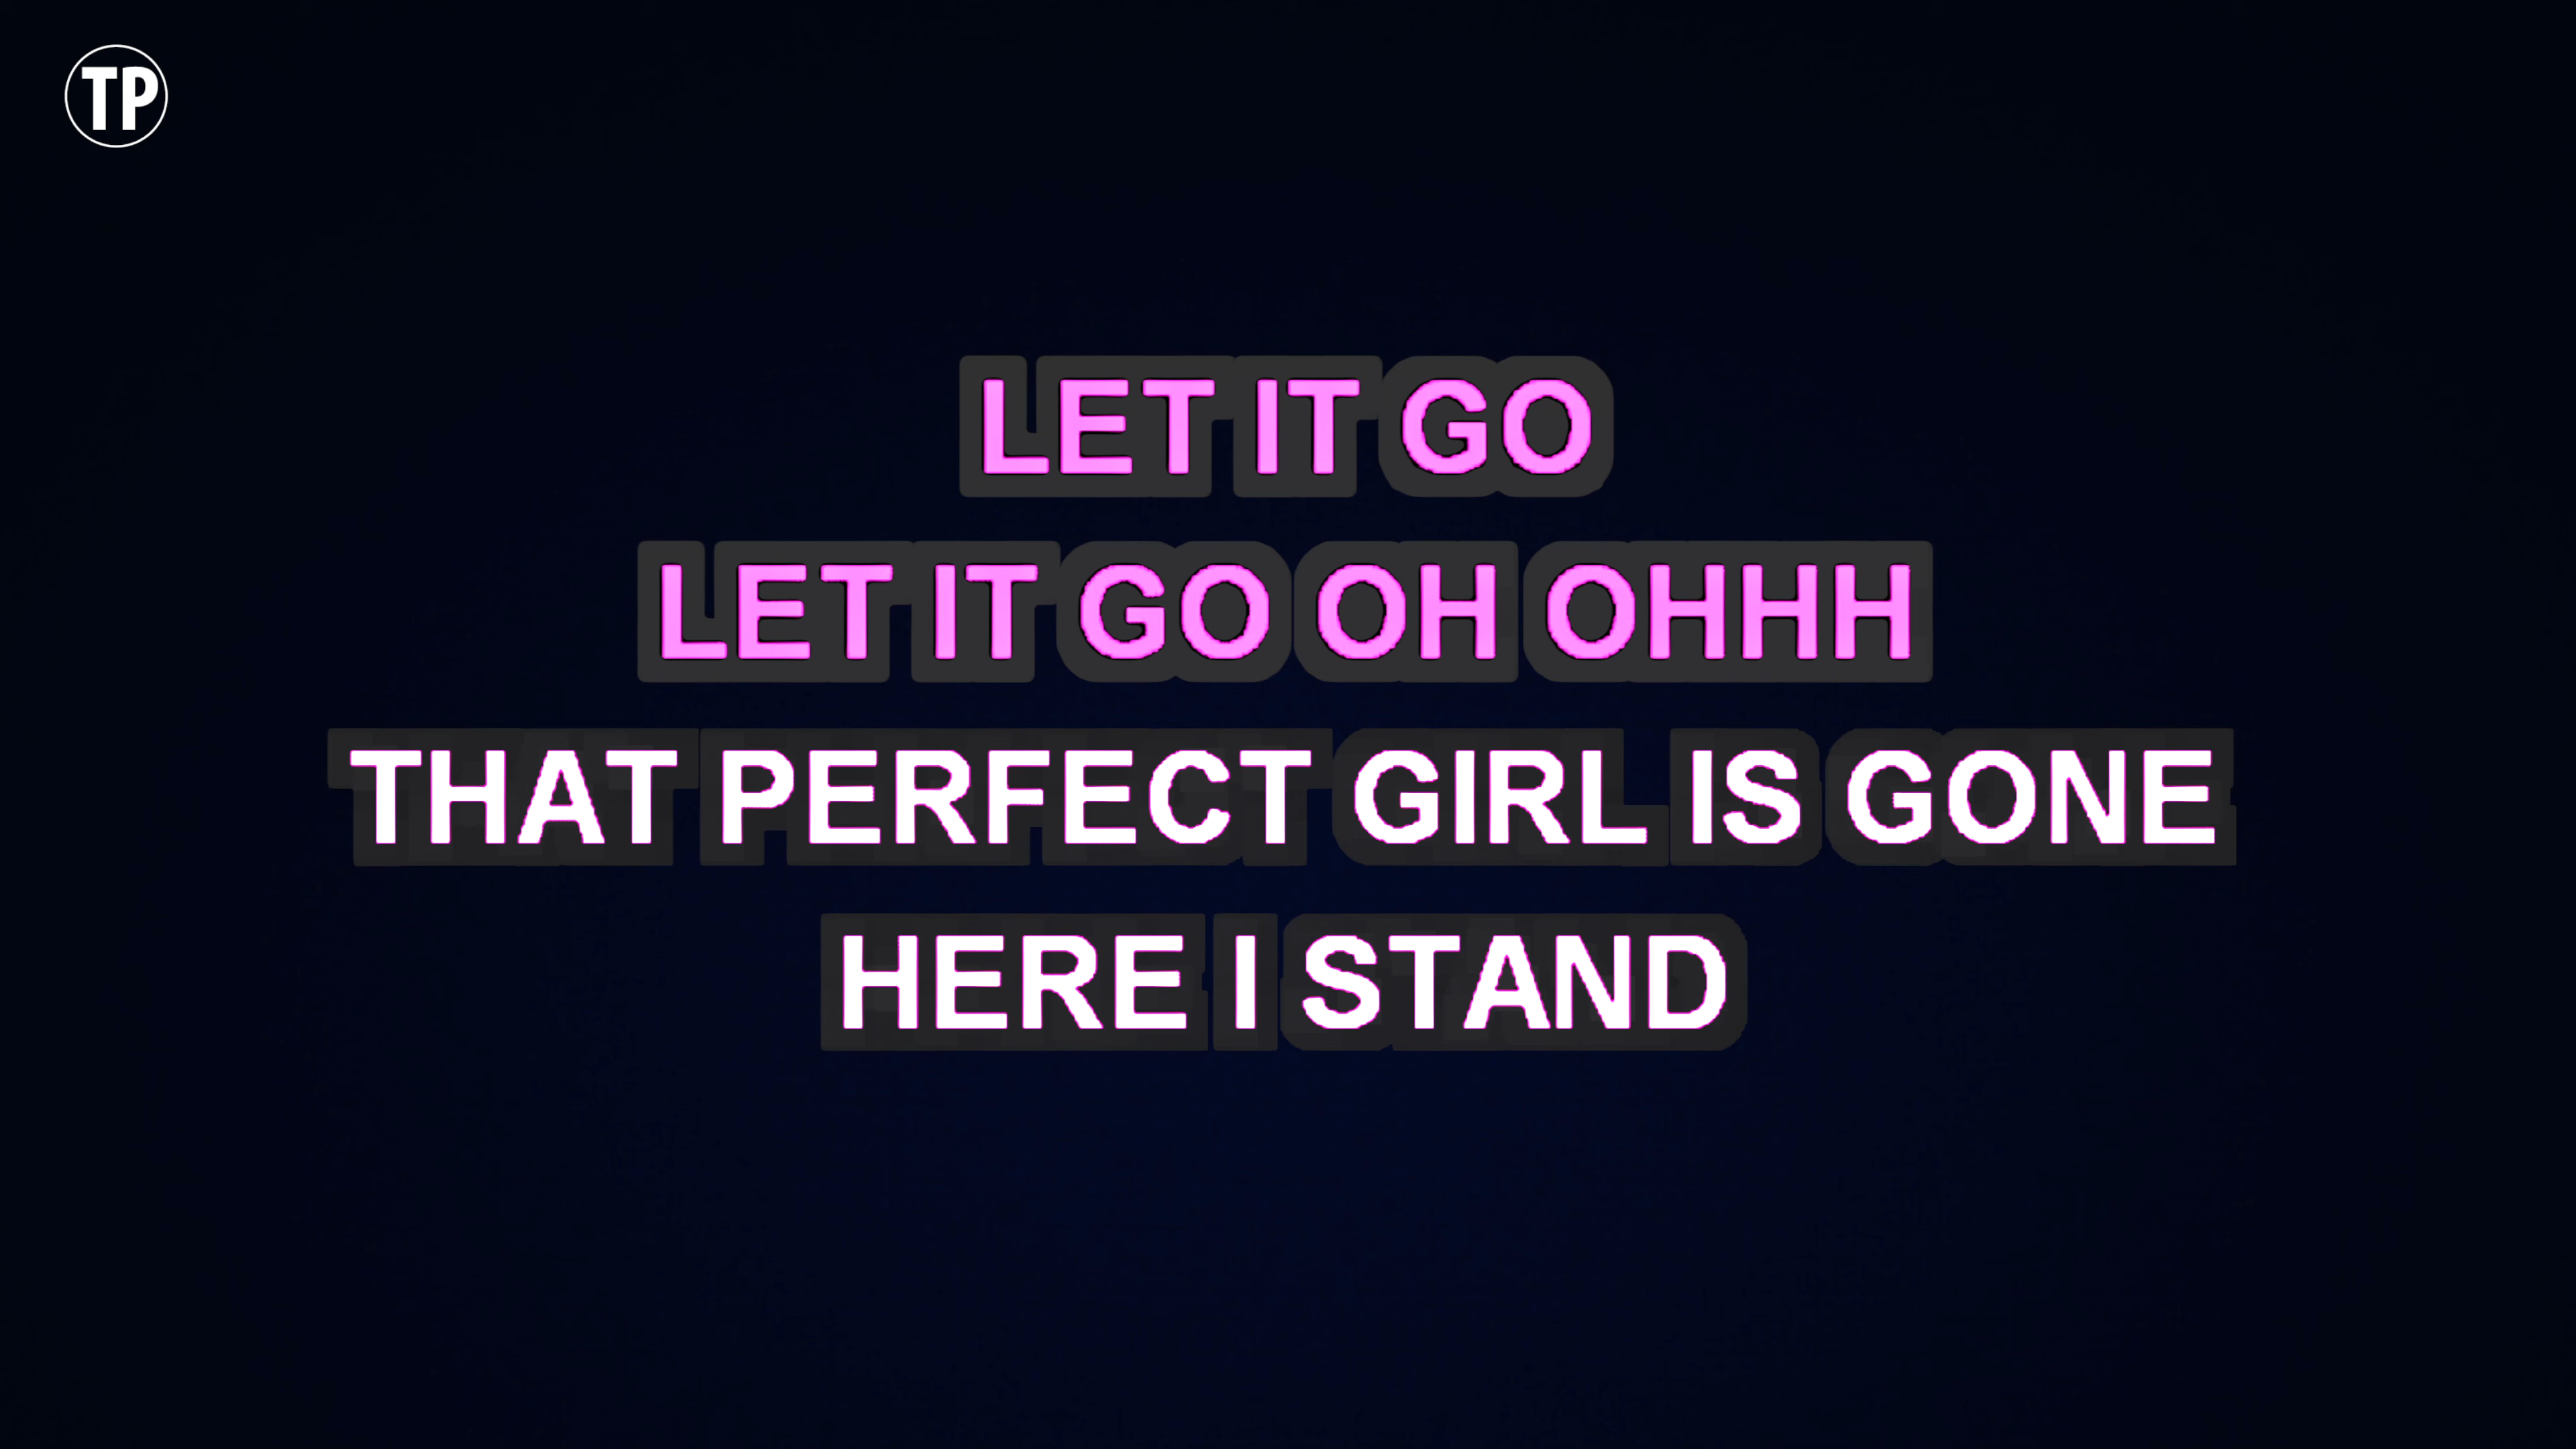 TP
LET IT GO
LET IT GO OH OHHH
THAT PERFECT GIRL IS GONE
HERE I STAND